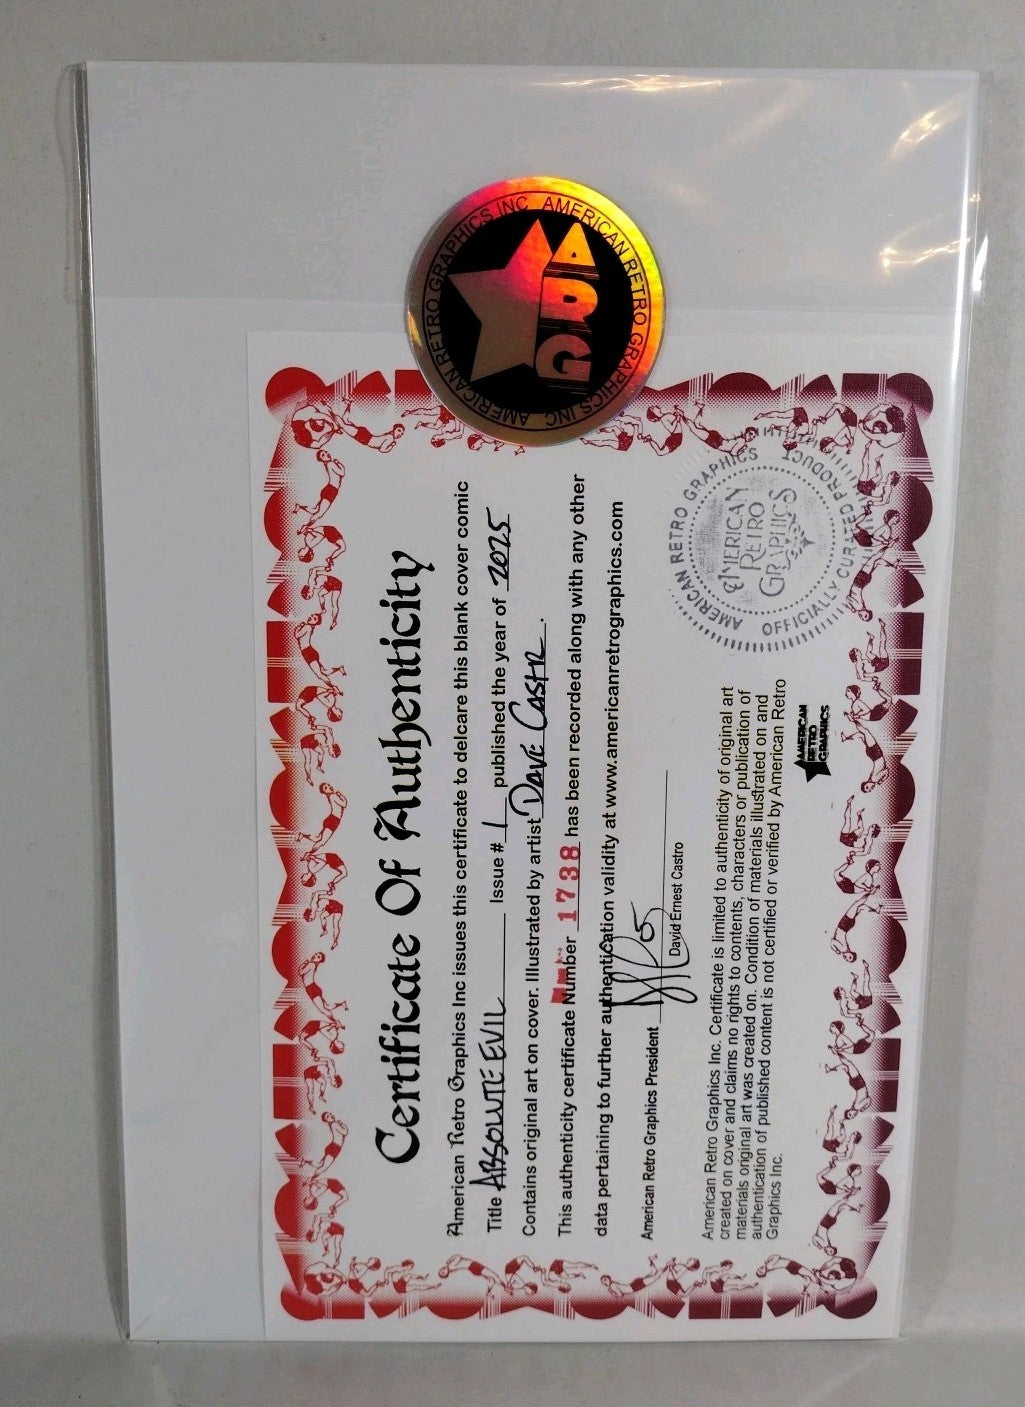 AMERICAN RETRO GRAPHICS INC AMERICAN RETRO GRAPHICS INC
ARG
Certificate Of Authenticity
American Retro Graphics Inc issues this certificate to delcare this blank cover comic
Title ABSOLUTE EVIL Issue # 1 published the year of 2025
Contains original art on cover. Illustrated by artist DAVE CASTR.
This authenticity certificate Number 1738 has been recorded along with any other
data pertaining to further authentication validity at www.americanretrographics.com
American Retro Graphics President
David Ernest Castro
American Retro Graphics Inc. Certificate is limited to authenticity of original art
created on cover and claims no rights to contents, characters or publication of
materials original art was created on. Condition of materials illustrated on and
authentication of published content is not certified or verified by American Retro
Graphics Inc.
AMERICAN
RETRO
GRAPHICS
AMERICAN RETRO GRAPHICS
OFFICIALLY CURATED PRODUCT
AMERICAN
RETRO
GRAPHICS